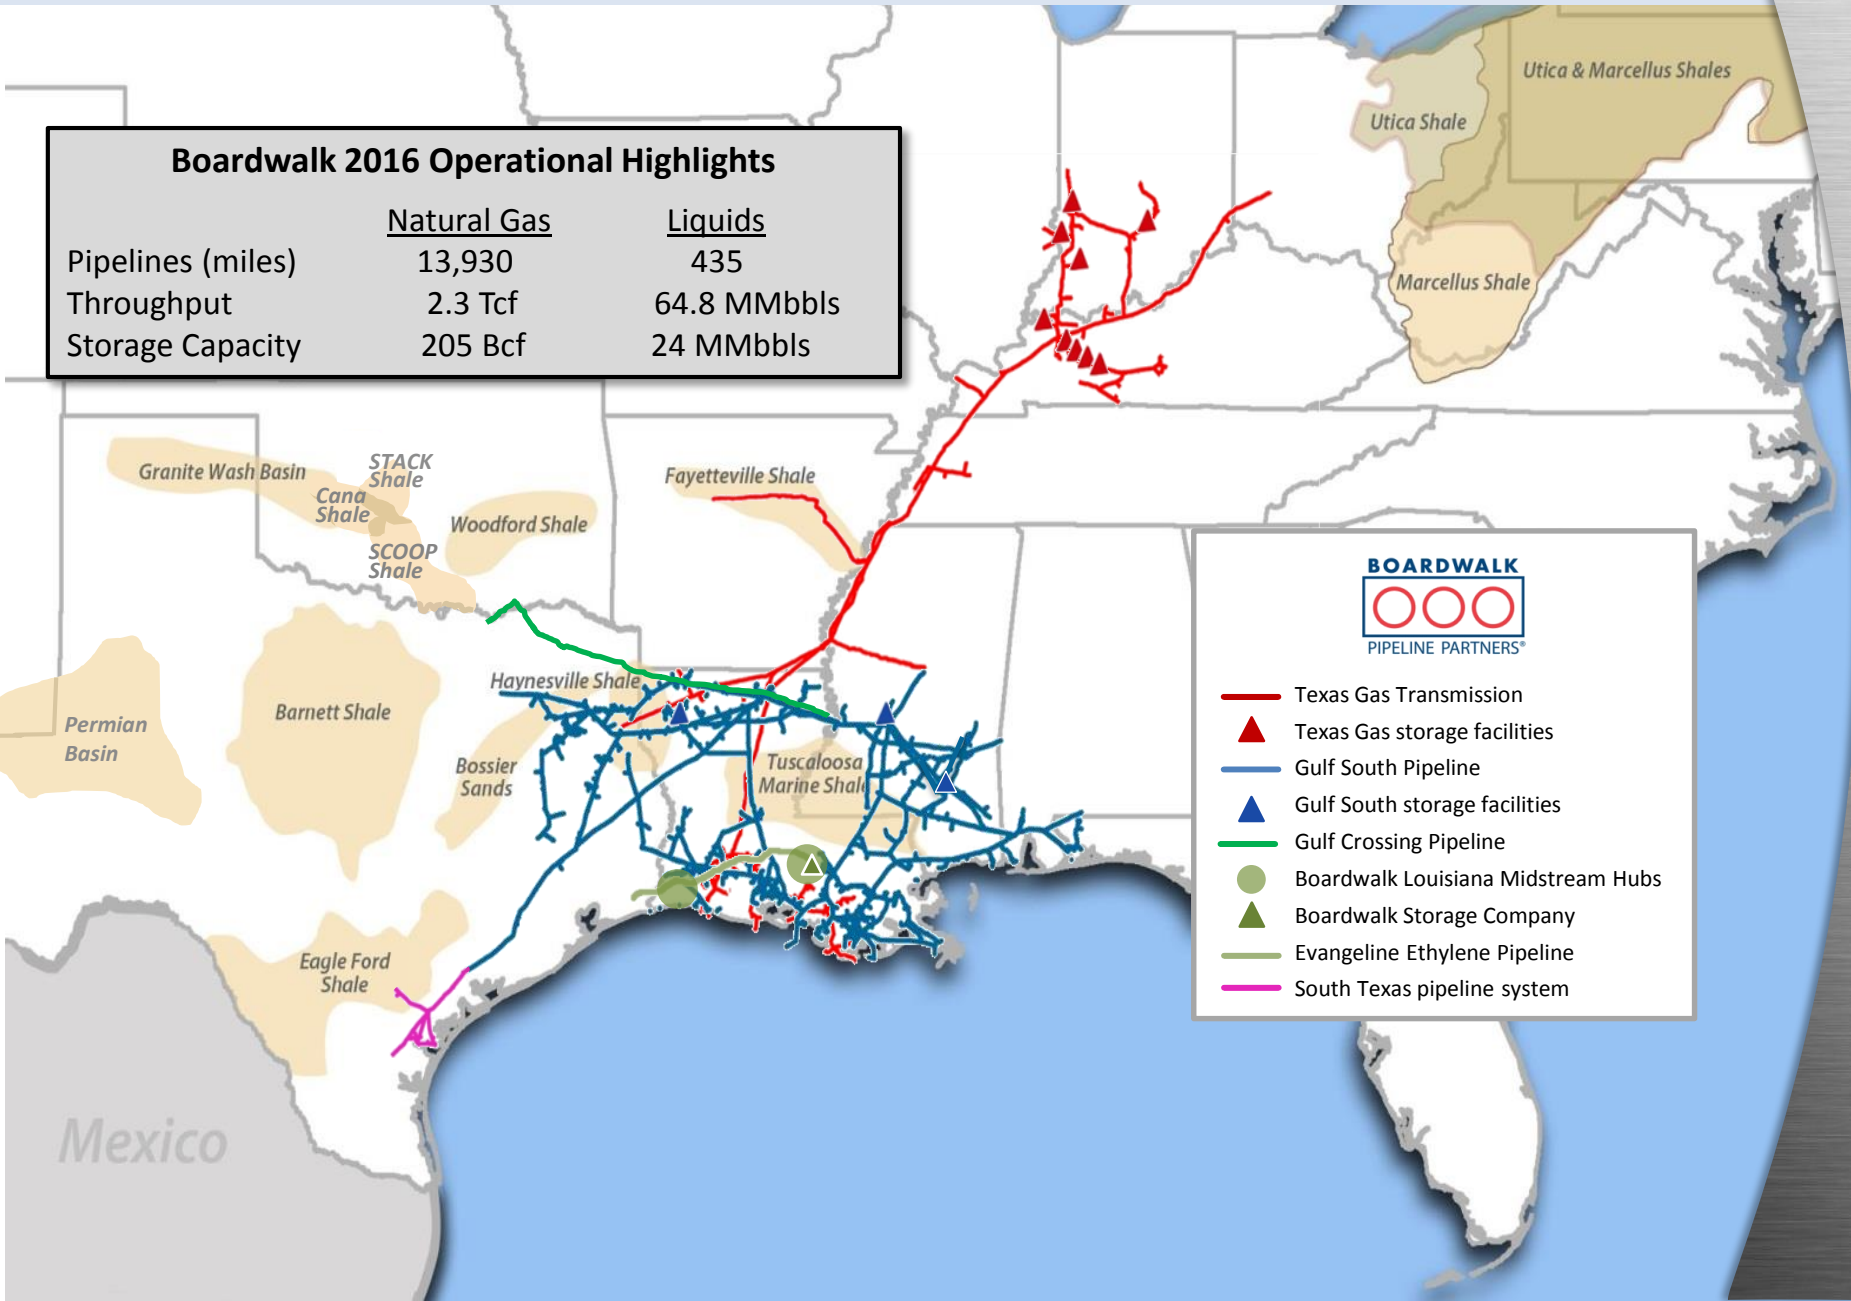 Utica & Marcellus Shales
Utica Shale
Boardwalk 2016 Operational Highlights
Natural Gas Liquids
Pipelines (miles) 13,930 435
Throughput 2.3 Tcf 64.8 MMbbls
Storage Capacity 205 Bcf 24 MMbbls
Marcellus Shale
Granite Wash Basin
STACK
Shale
Cana
Shale
Woodford Shale
SCOOP
Shale
Fayetteville Shale
Haynesville Shale
Barnett Shale
Permian
Basin
Bossier
Sands
Tuscaloosa
Marine Shale
Eagle Ford
Shale
Mexico
BOARDWALK
PIPELINE PARTNERS®
Texas Gas Transmission
Texas Gas storage facilities
Gulf South Pipeline
Gulf South storage facilities
Gulf Crossing Pipeline
Boardwalk Louisiana Midstream Hubs
Boardwalk Storage Company
Evangeline Ethylene Pipeline
South Texas pipeline system